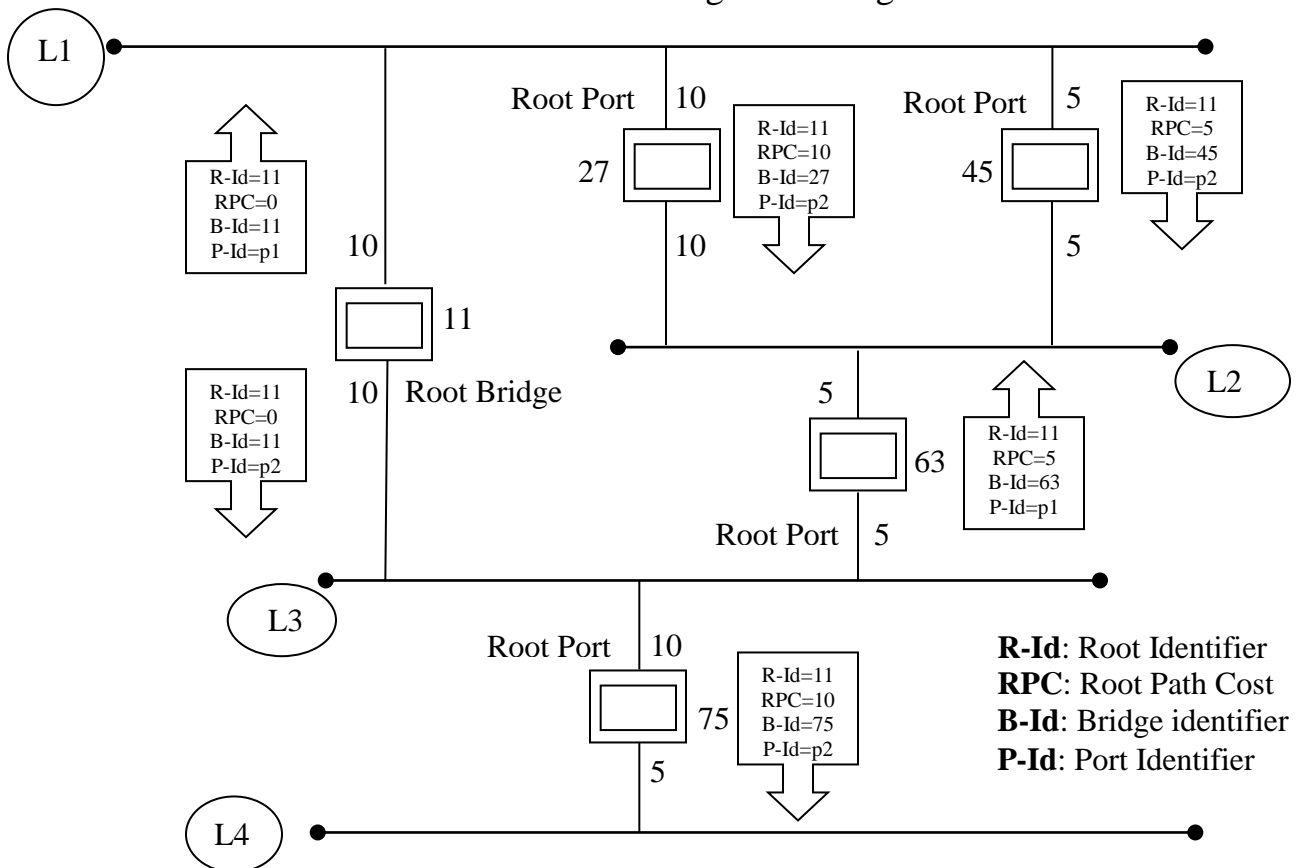 L1
Root Port
10
Root Port
5
R-Id=11
RPC=0
B-Id=11
P-Id=p1
27
R-Id=11
RPC=10
B-Id=27
P-Id=p2
45
R-Id=11
RPC=5
B-Id=45
P-Id=p2
10
10
5
11
R-Id=11
RPC=0
B-Id=11
P-Id=p2
10
Root Bridge
5
L2
63
R-Id=11
RPC=5
B-Id=63
P-Id=p1
Root Port
5
L3
Root Port
10
75
R-Id=11
RPC=10
B-Id=75
P-Id=p2
5
R-Id: Root Identifier
RPC: Root Path Cost
B-Id: Bridge identifier
P-Id: Port Identifier
L4